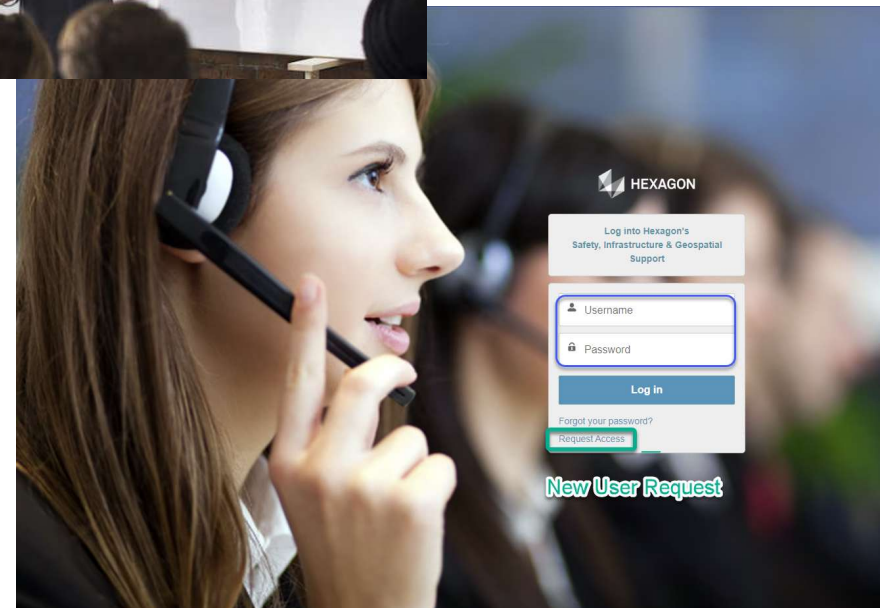 HEXAGON
Log into Hexagon's
Safety, Infrastructure & Geospatial
Support
Username
Password
Log in
Forgot your password?
Request Access
New User Request